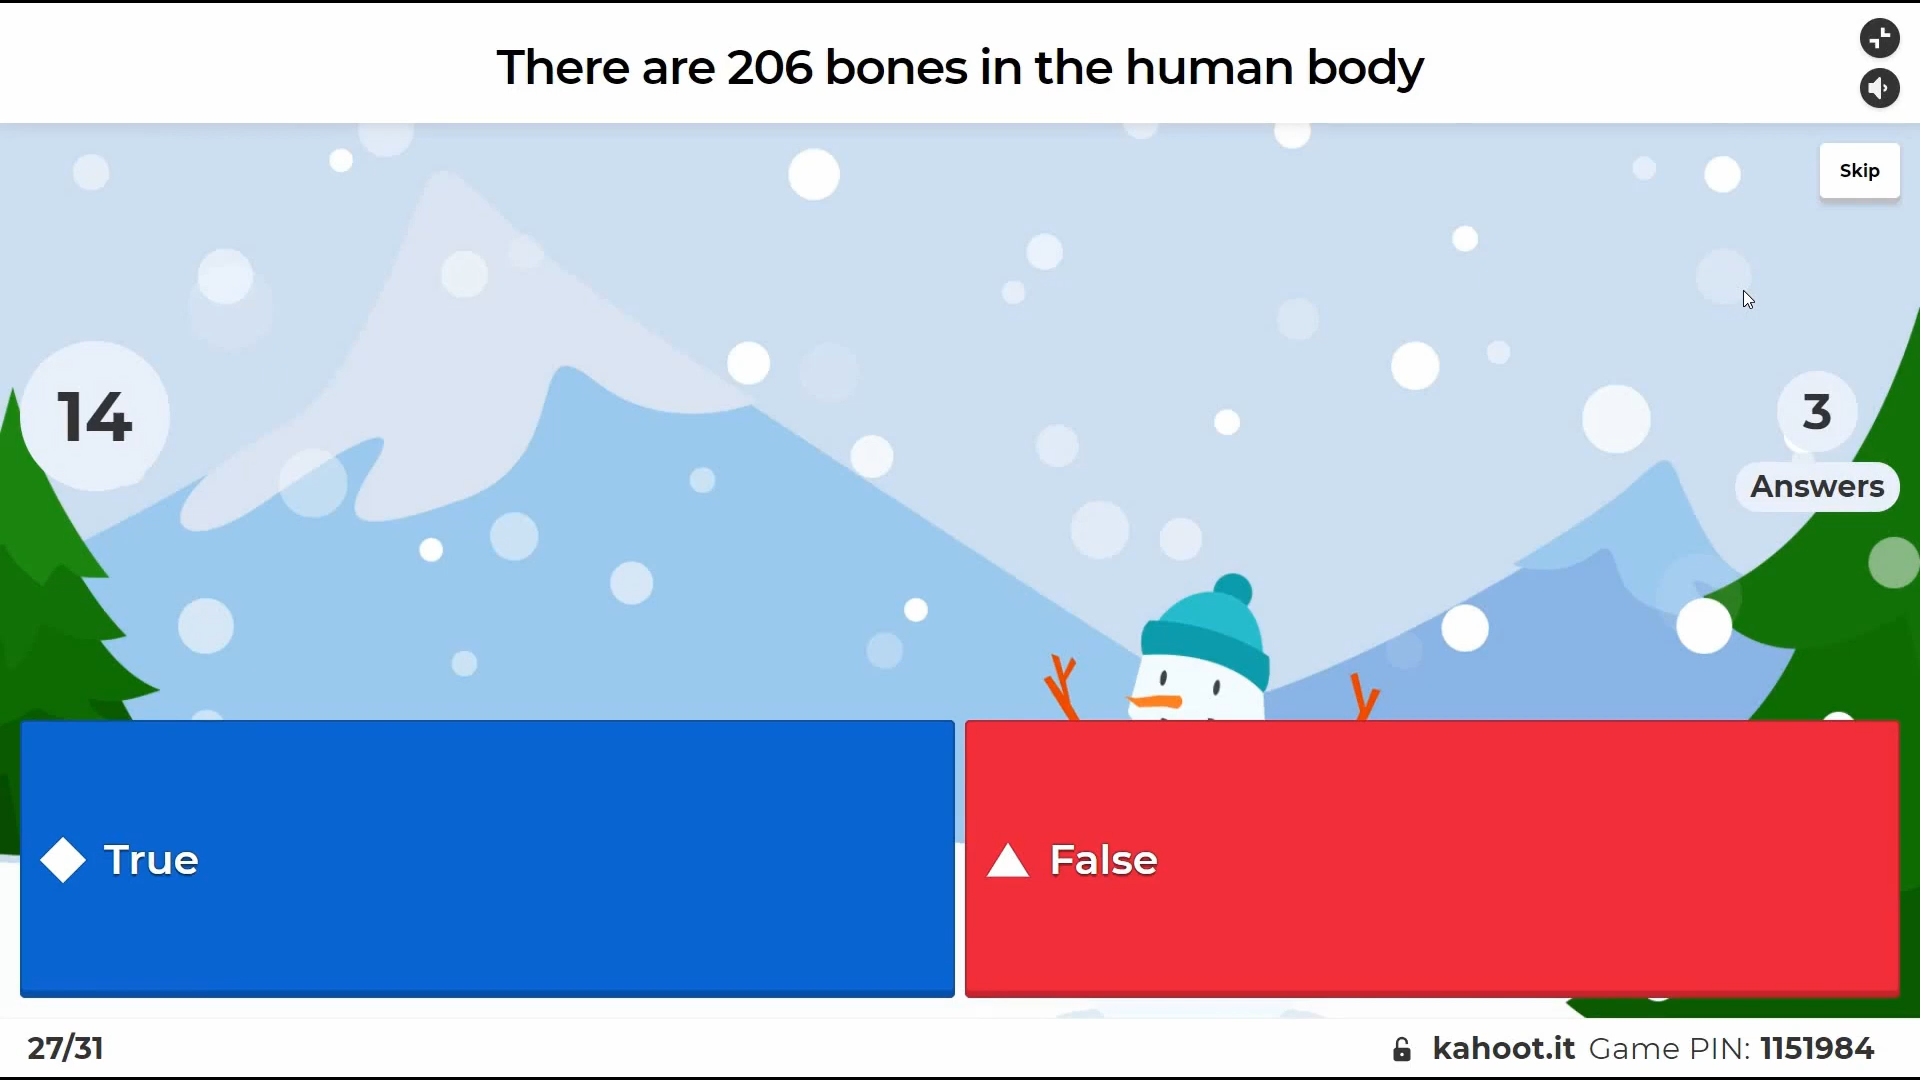 There are 206 bones in the human body
Skip
14
3
Answers
True
False
27/31
kahoot.it Game PIN: 1151984